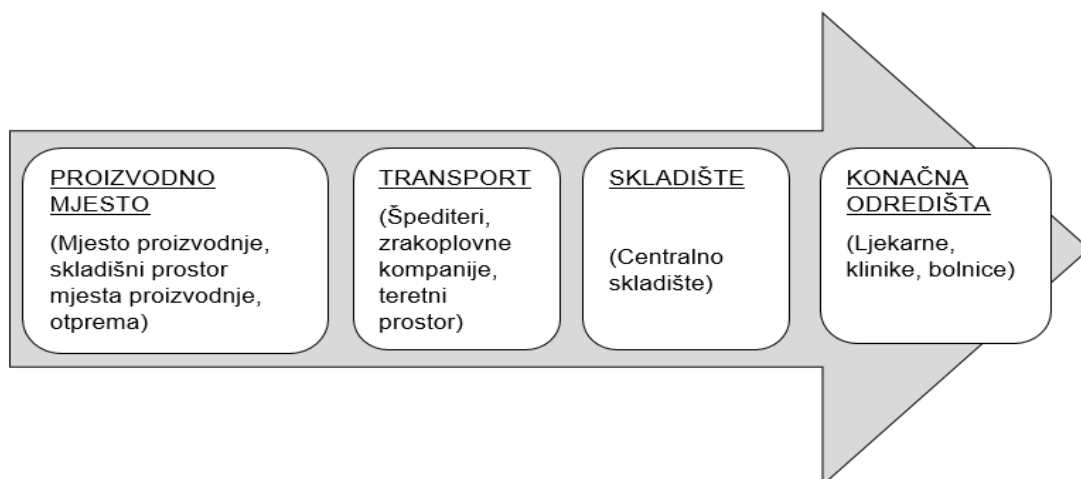 PROIZVODNO
MJESTO
(Mjesto proizvodnje,
skladišni prostor
mjesta proizvodnje,
otprema)
TRANSPORT
(Špediteri,
zrakoplovne
kompanije,
teretni
prostor)
SKLADIŠTE
(Centralno
skladište)
KONAČNA
ODREDIŠTA
(Ljekarne,
klinike, bolnice)